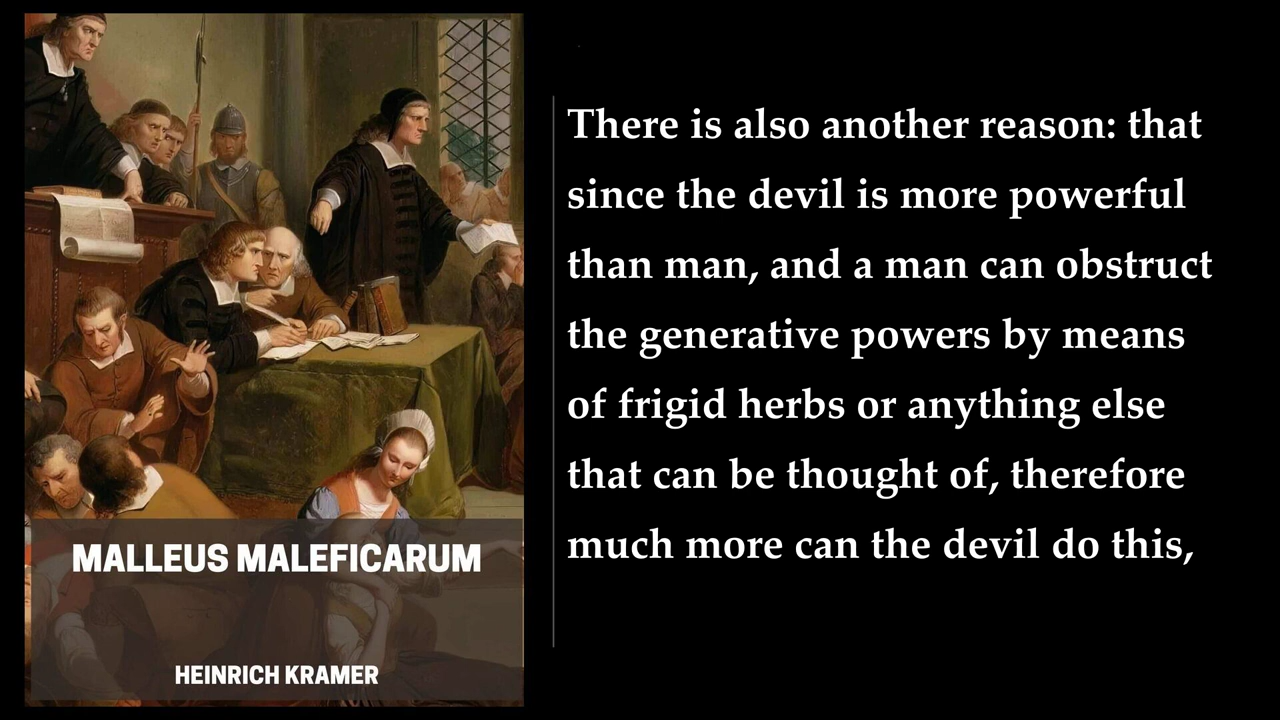 MALLEUS MALEFICARUM
HEINRICH KRAMER
There is also another reason: that
since the devil is more powerful
than man, and a man can obstruct
the generative powers by means
of frigid herbs or anything else
that can be thought of, therefore
much more can the devil do this,